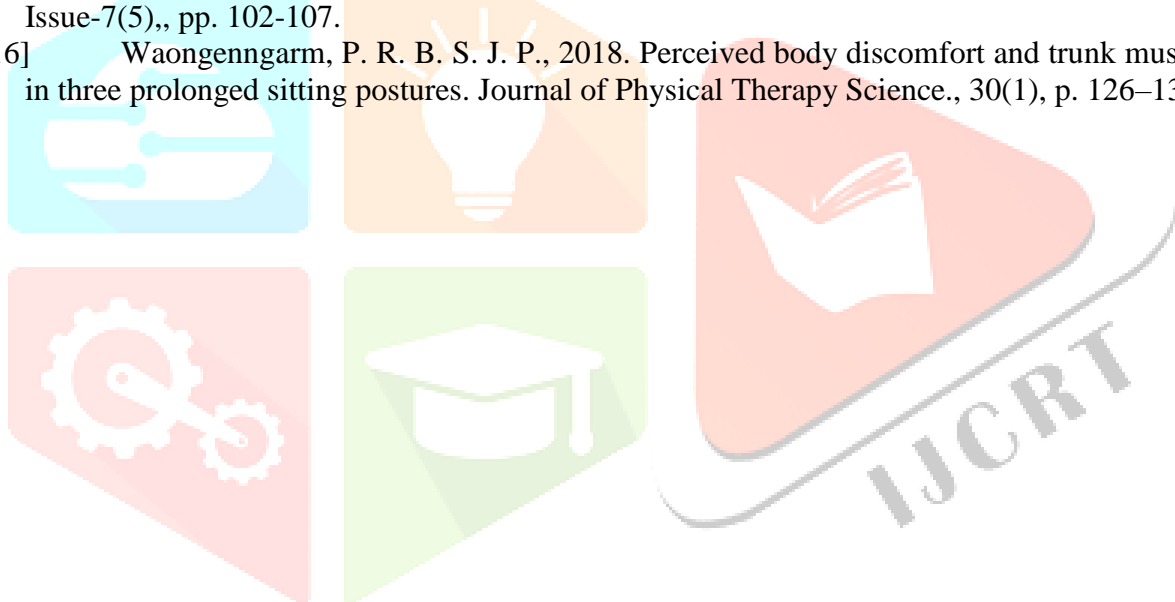 Issue-7(5),, pp. 102-107.
6] Waongenngarm, P. R. B. S. J. P., 2018. Perceived body discomfort and trunk mus
in three prolonged sitting postures. Journal of Physical Therapy Science., 30(1), p. 126–13
IJCRT